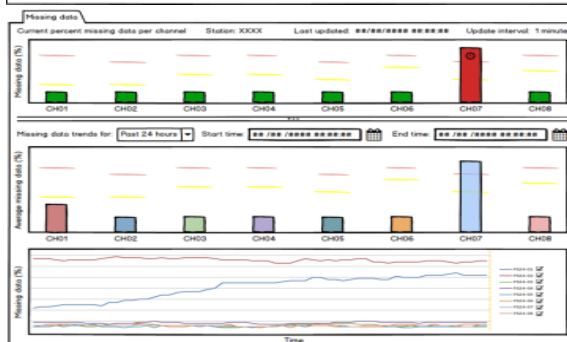 Missing data
Current percent missing data per channel Station: XXXX Last updated: ##/##/#### ##:##:## Update interval: 1 minute
Missing data (%)
CH01 CH02 CH03 CH04 CH05 CH06 CH07 CH08
Missing data trends for: Past 24 hours Start time: ## /## /#### ##:##:## End time: ## /## /#### ##:##:##
Average missing data (%)
CH01 CH02 CH03 CH04 CH05 CH06 CH07 CH08
Missing data (%)
Time